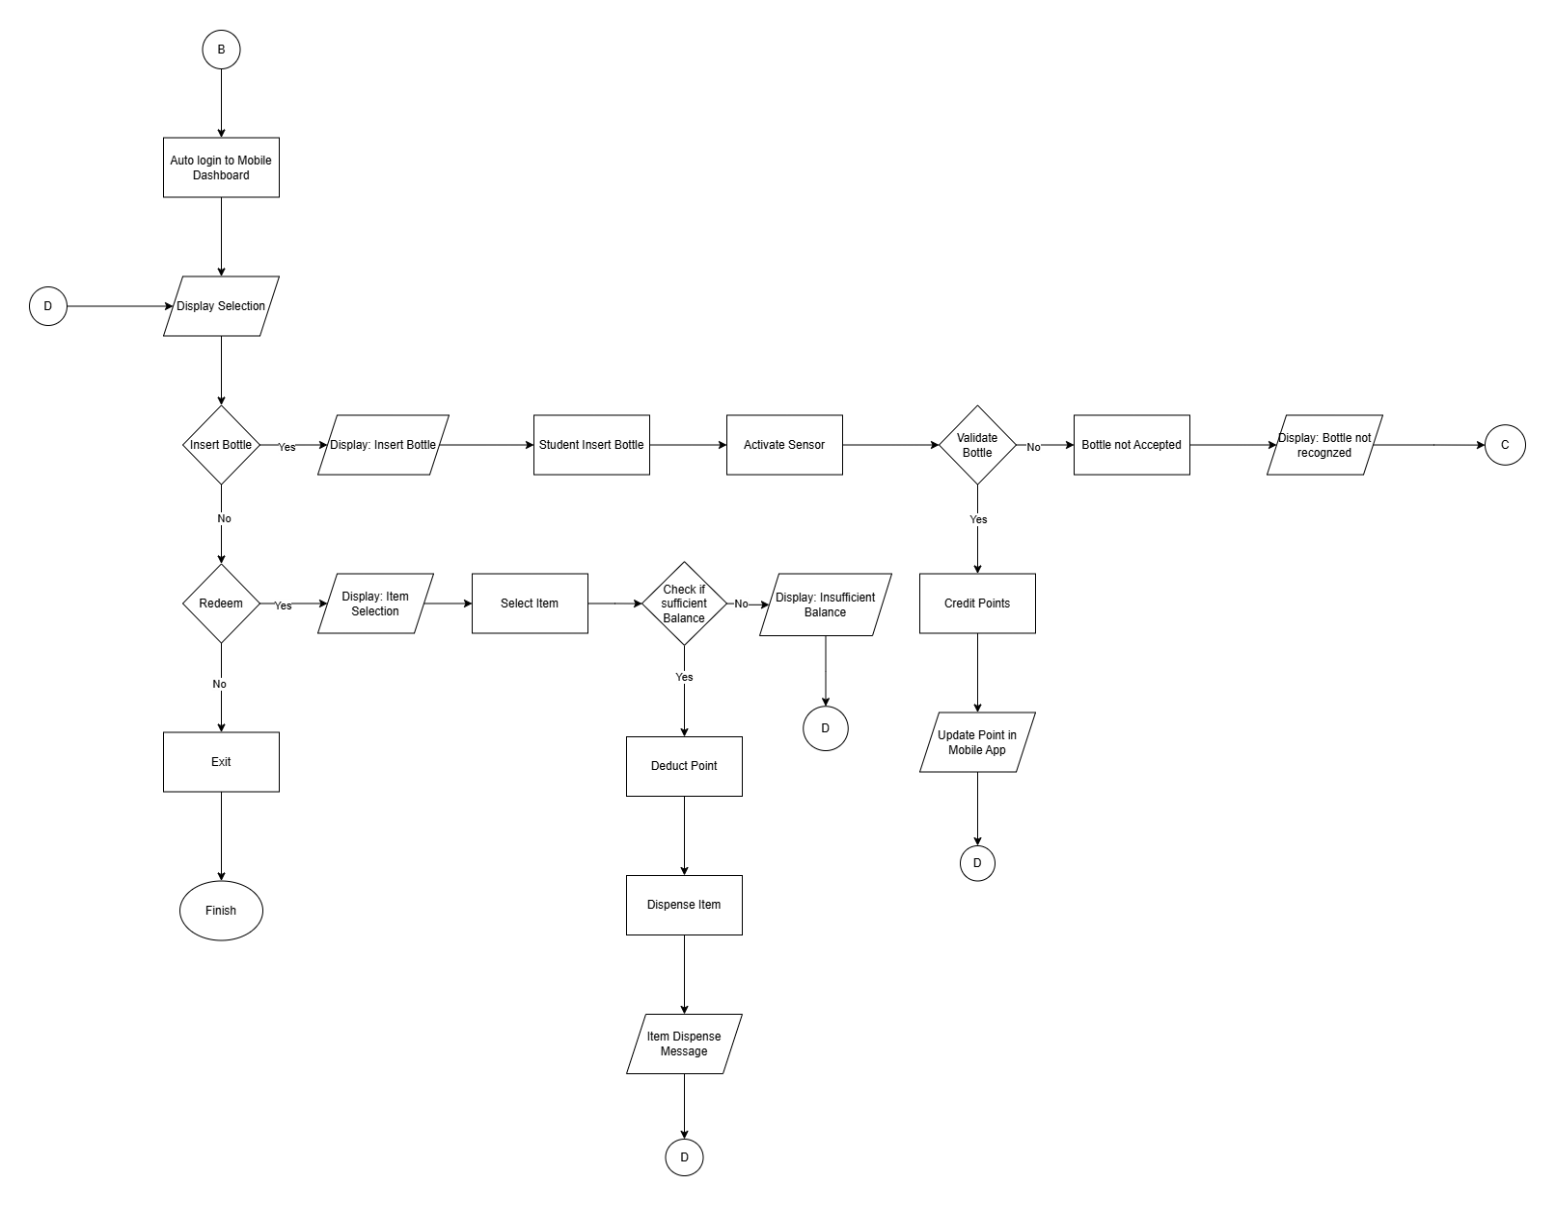 B
Auto login to Mobile
Dashboard
D
Display Selection
Insert Bottle
Yes
Display: Insert Bottle
Student Insert Bottle
Activate Sensor
Validate
Bottle
No
Bottle not Accepted
Display: Bottle not
recognzed
C
No
Yes
Redeem
Yes
Display: Item
Selection
Select Item
Check if
sufficient
Balance
No
Display: Insufficient
Balance
Credit Points
No
Yes
D
Update Point in
Mobile App
Exit
Deduct Point
D
Finish
Dispense Item
Item Dispense
Message
D